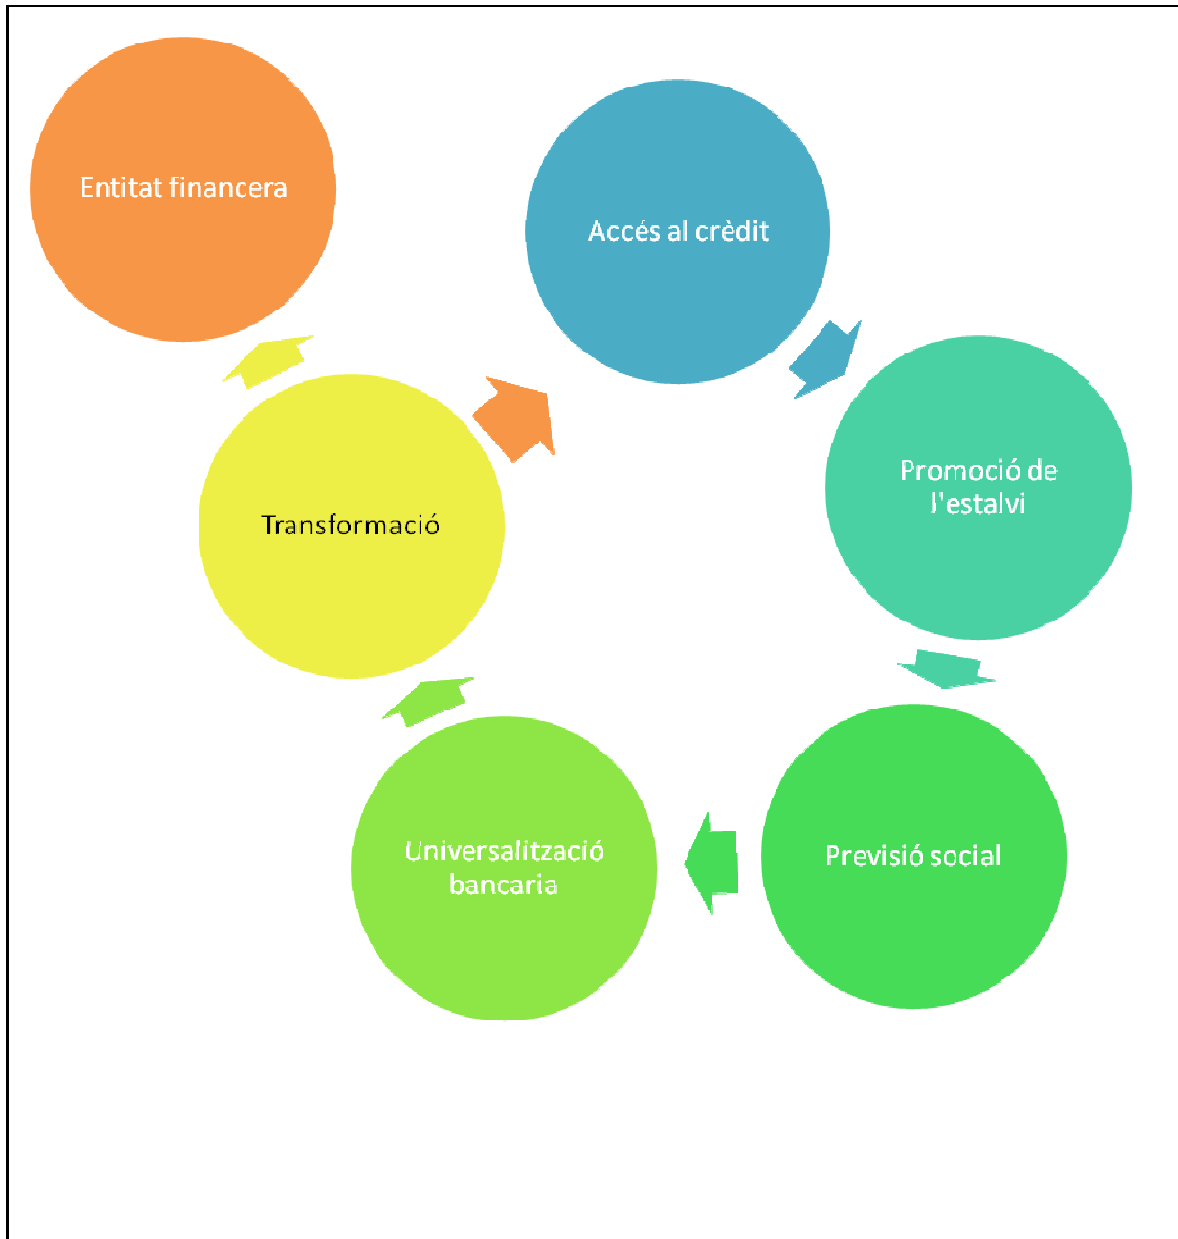 Entitat financera
Accés al crèdit
Promoció de
l'estalvi
Transformació
Universalització
bancaria
Previsió social